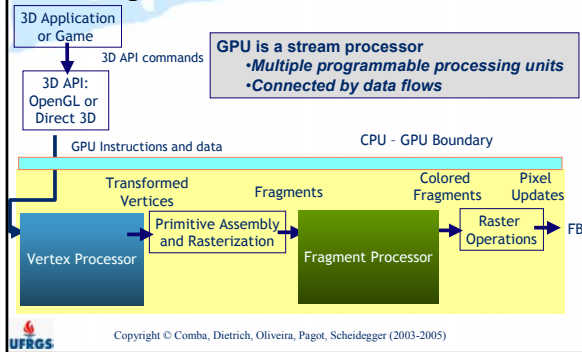 3D Application
or Game
3D API commands
GPU is a stream processor
•Multiple programmable processing units
•Connected by data flows
3D API:
OpenGL or
Direct 3D
GPU Instructions and data
CPU – GPU Boundary
Transformed
Vertices
Fragments
Colored
Fragments
Pixel
Updates
Vertex Processor
Primitive Assembly
and Rasterization
Fragment Processor
Raster
Operations
FB
UFRGS
Copyright © Comba, Dietrich, Oliveira, Pagot, Scheidegger (2003-2005)